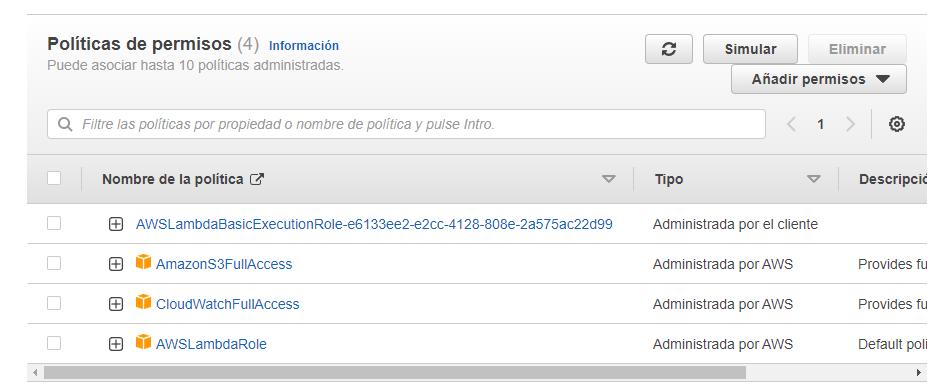 Políticas de permisos (4) Información
Puede asociar hasta 10 políticas administradas.
Simular
Eliminar
Añadir permisos
Filtre las políticas por propiedad o nombre de política y pulse Intro.
1
Nombre de la política Tipo Descripció
AWSLambdaBasicExecutionRole-e6133ee2-e2cc-4128-808e-2a575ac22d99 Administrada por el cliente
AmazonS3FullAccess Administrada por AWS Provides fu
CloudWatchFullAccess Administrada por AWS Provides fu
AWSLambdaRole Administrada por AWS Default poli